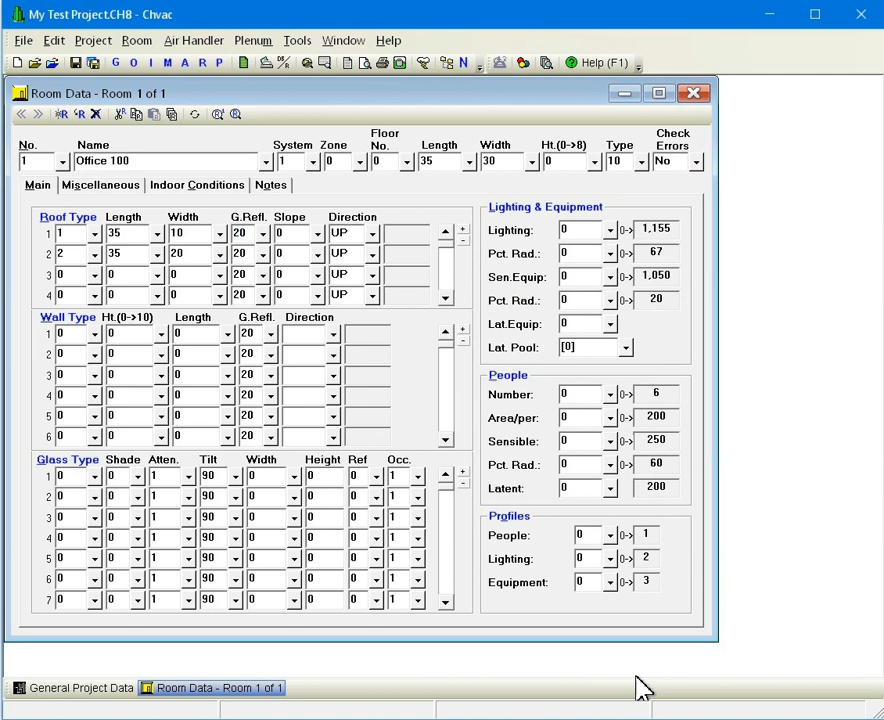 My Test Project.CH8 - Chvac
File Edit Project Room Air Handler Plenum Tools Window Help
G O I M A R P N Help (F1)
Room Data - Room 1 of 1
No. Name System Zone Floor No. Length Width Ht.(0->8) Type Check Errors
1 Office 100 1 0 0 35 30 0 10 No
Main Miscellaneous Indoor Conditions Notes
Roof Type Length Width G.Refl. Slope Direction
1 1 35 10 20 0 UP
2 2 35 20 20 0 UP
3 0 0 0 20 0 UP
4 0 0 0 20 0 UP
Wall Type Ht.(0->10) Length G.Refl. Direction
1 0 0 0 20
2 0 0 0 20
3 0 0 0 20
4 0 0 0 20
5 0 0 0 20
6 0 0 0 20
Glass Type Shade Atten. Tilt Width Height Ref Occ.
1 0 0 1 90 0 0 0 1
2 0 0 1 90 0 0 0 1
3 0 0 1 90 0 0 0 1
4 0 0 1 90 0 0 0 1
5 0 0 1 90 0 0 0 1
6 0 0 1 90 0 0 0 1
7 0 0 1 90 0 0 0 1
Lighting & Equipment
Lighting: 0 0-> 1,155
Pct. Rad.: 0 0-> 67
Sen.Equip: 0 0-> 1,050
Pct. Rad.: 0 0-> 20
Lat.Equip: 0
Lat. Pool: [0]
People
Number: 0 0-> 6
Area/per: 0 0-> 200
Sensible: 0 0-> 250
Pct. Rad.: 0 0-> 60
Latent: 0 200
Profiles
People: 0 0-> 1
Lighting: 0 0-> 2
Equipment: 0 0-> 3
General Project Data Room Data - Room 1 of 1